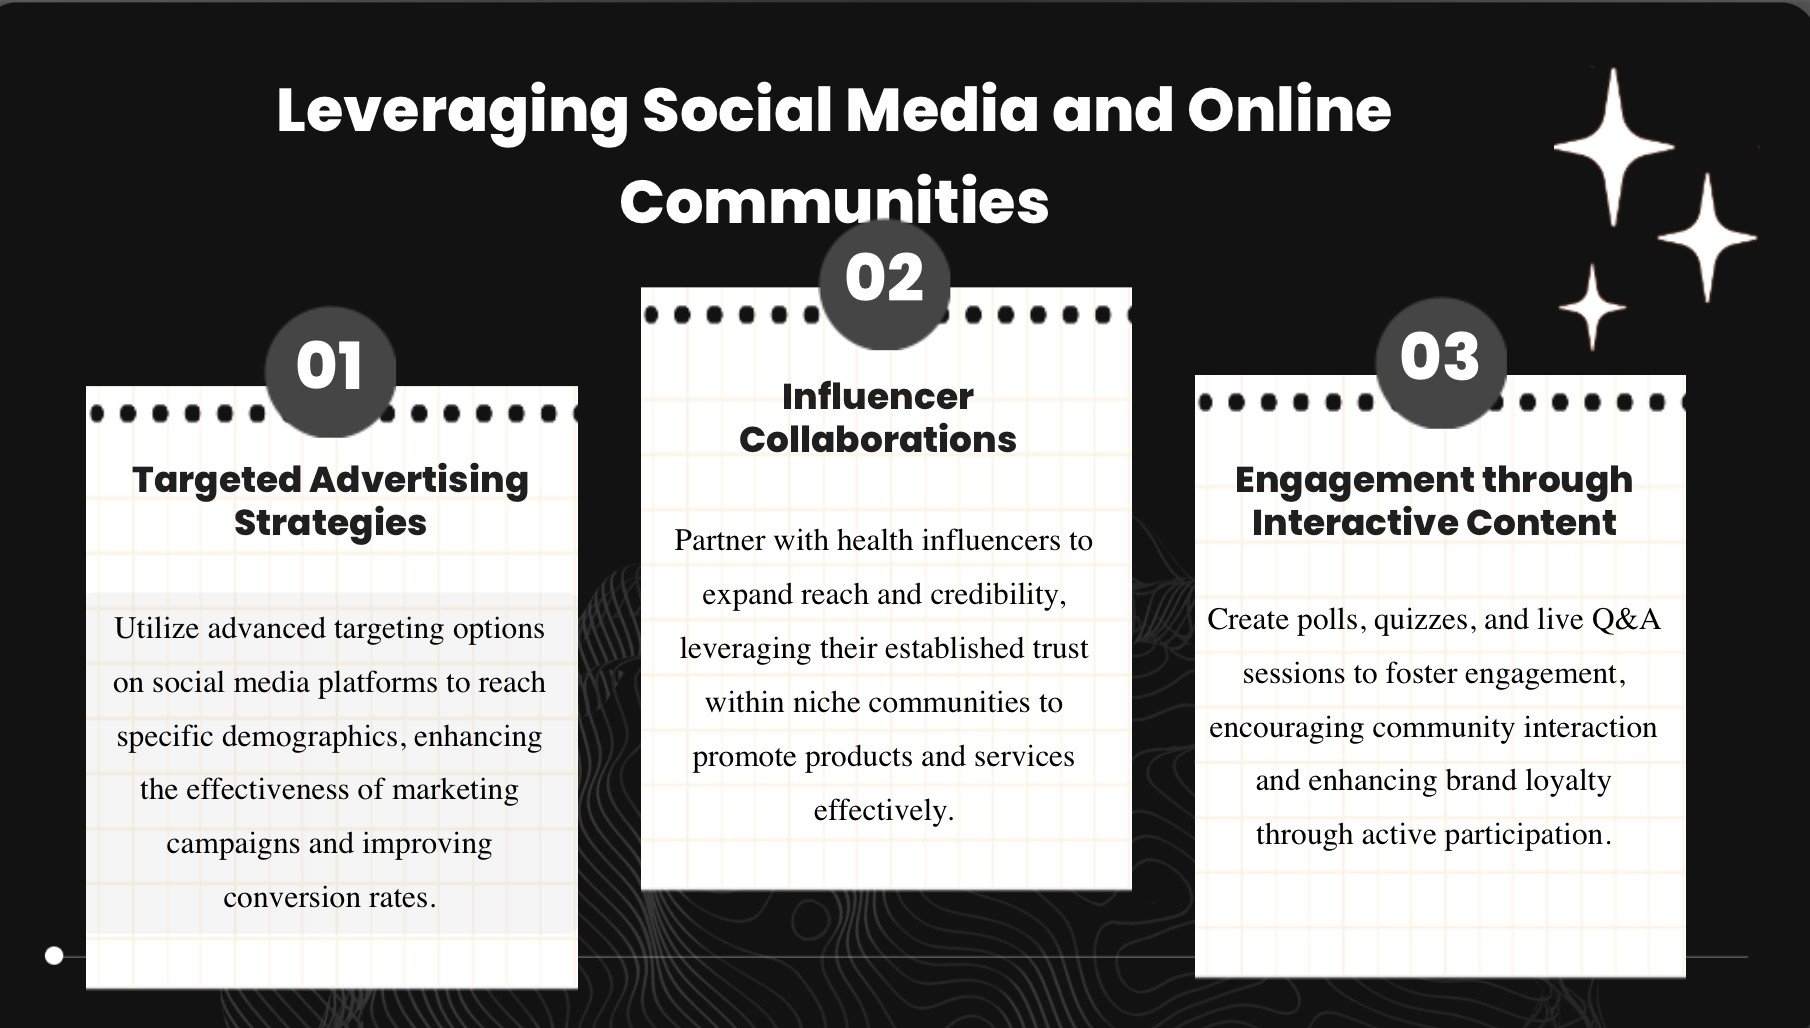 Leveraging Social Media and Online
Communities
01
Targeted Advertising
Strategies
Utilize advanced targeting options
on social media platforms to reach
specific demographics, enhancing
the effectiveness of marketing
campaigns and improving
conversion rates.
02
Influencer
Collaborations
Partner with health influencers to
expand reach and credibility,
leveraging their established trust
within niche communities to
promote products and services
effectively.
03
Engagement through
Interactive Content
Create polls, quizzes, and live Q&A
sessions to foster engagement,
encouraging community interaction
and enhancing brand loyalty
through active participation.